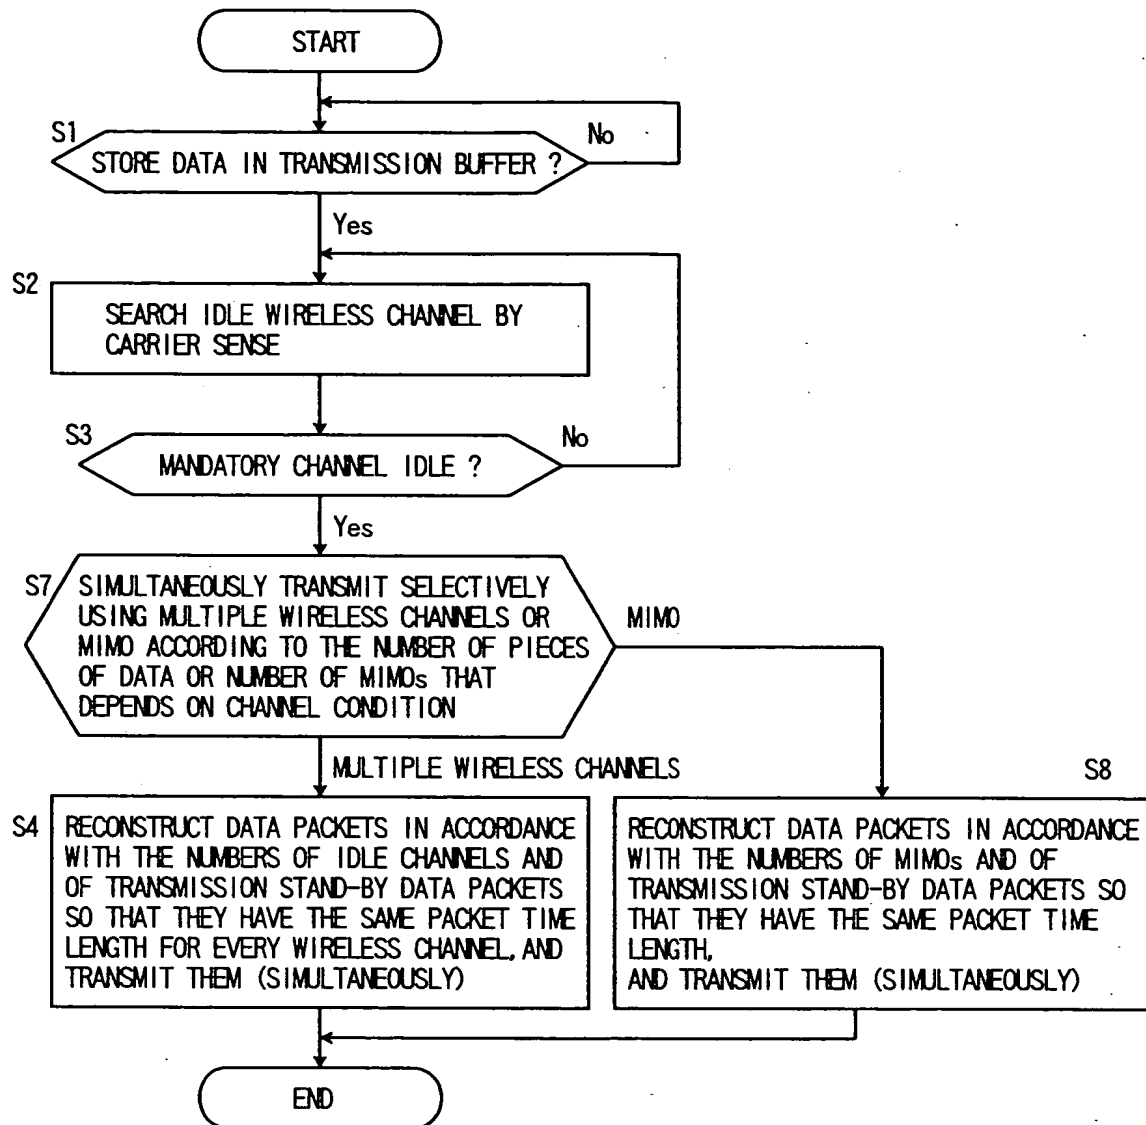 START
S1
No
STORE DATA IN TRANSMISSION BUFFER ?
Yes
S2
SEARCH IDLE WIRELESS CHANNEL BY
CARRIER SENSE
S3
No
MANDATORY CHANNEL IDLE ?
Yes
S7
SIMULTANEOUSLY TRANSMIT SELECTIVELY
USING MULTIPLE WIRELESS CHANNELS OR
MIMO ACCORDING TO THE NUMBER OF PIECES
OF DATA OR NUMBER OF MIMOs THAT
DEPENDS ON CHANNEL CONDITION
MIMO
MULTIPLE WIRELESS CHANNELS
S4
RECONSTRUCT DATA PACKETS IN ACCORDANCE
WITH THE NUMBERS OF IDLE CHANNELS AND
OF TRANSMISSION STAND-BY DATA PACKETS
SO THAT THEY HAVE THE SAME PACKET TIME
LENGTH FOR EVERY WIRELESS CHANNEL, AND
TRANSMIT THEM (SIMULTANEOUSLY)
S8
RECONSTRUCT DATA PACKETS IN ACCORDANCE
WITH THE NUMBERS OF MIMOs AND OF
TRANSMISSION STAND-BY DATA PACKETS SO
THAT THEY HAVE THE SAME PACKET TIME
LENGTH,
AND TRANSMIT THEM (SIMULTANEOUSLY)
END